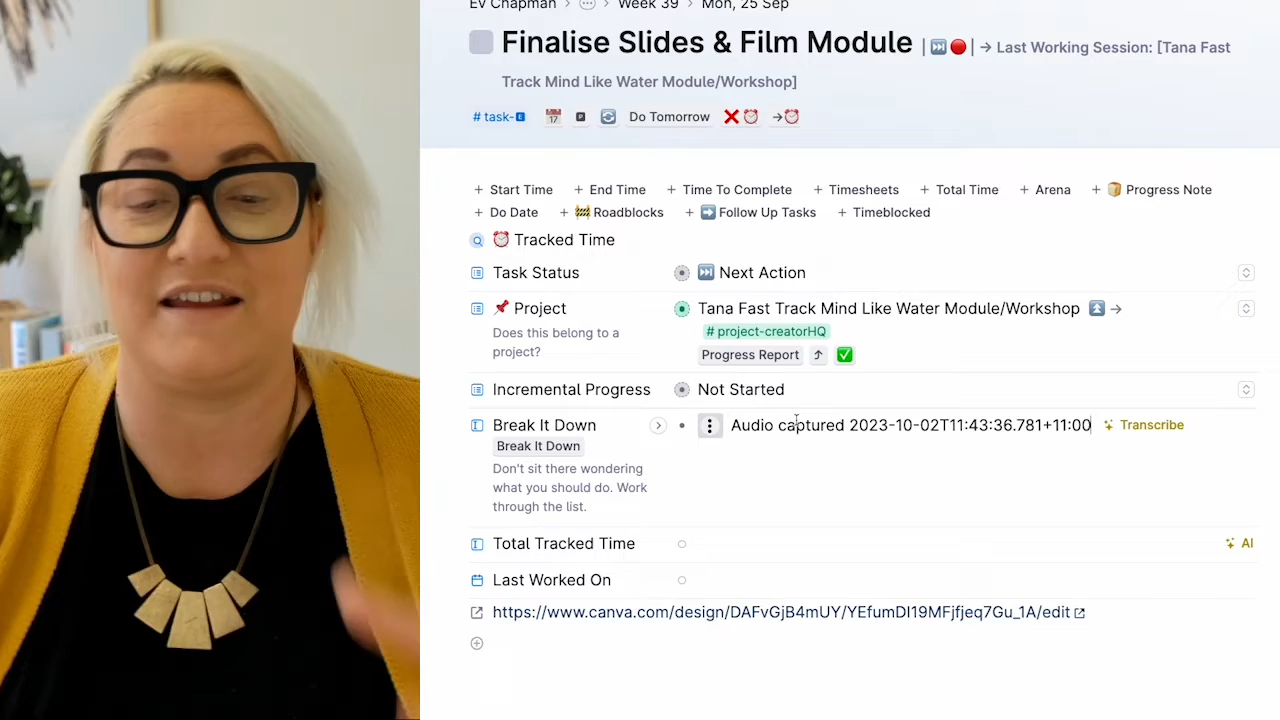 Ev Chapman > ... > Week 39 > Mon, 25 Sep
Finalise Slides & Film Module | ⏭️🔴 | → Last Working Session: [Tana Fast
Track Mind Like Water Module/Workshop]
# task- Do Tomorrow ❌⏰ →⏰
+ Start Time + End Time + Time To Complete + Timesheets + Total Time + Arena + Progress Note
+ Do Date + 🚧 Roadblocks + ➡️ Follow Up Tasks + Timeblocked
⏰ Tracked Time
Task Status ⏭️ Next Action
📌 Project Tana Fast Track Mind Like Water Module/Workshop ⏫ →
Does this belong to a
project?
# project-creatorHQ
Progress Report ↑ ✅
Incremental Progress Not Started
Break It Down Audio captured 2023-10-02T11:43:36.781+11:00 Transcribe
Break It Down
Don't sit there wondering
what you should do. Work
through the list.
Total Tracked Time AI
Last Worked On
https://www.canva.com/design/DAFvGjB4mUY/YEfumDI19MFjfjeq7Gu_1A/edit